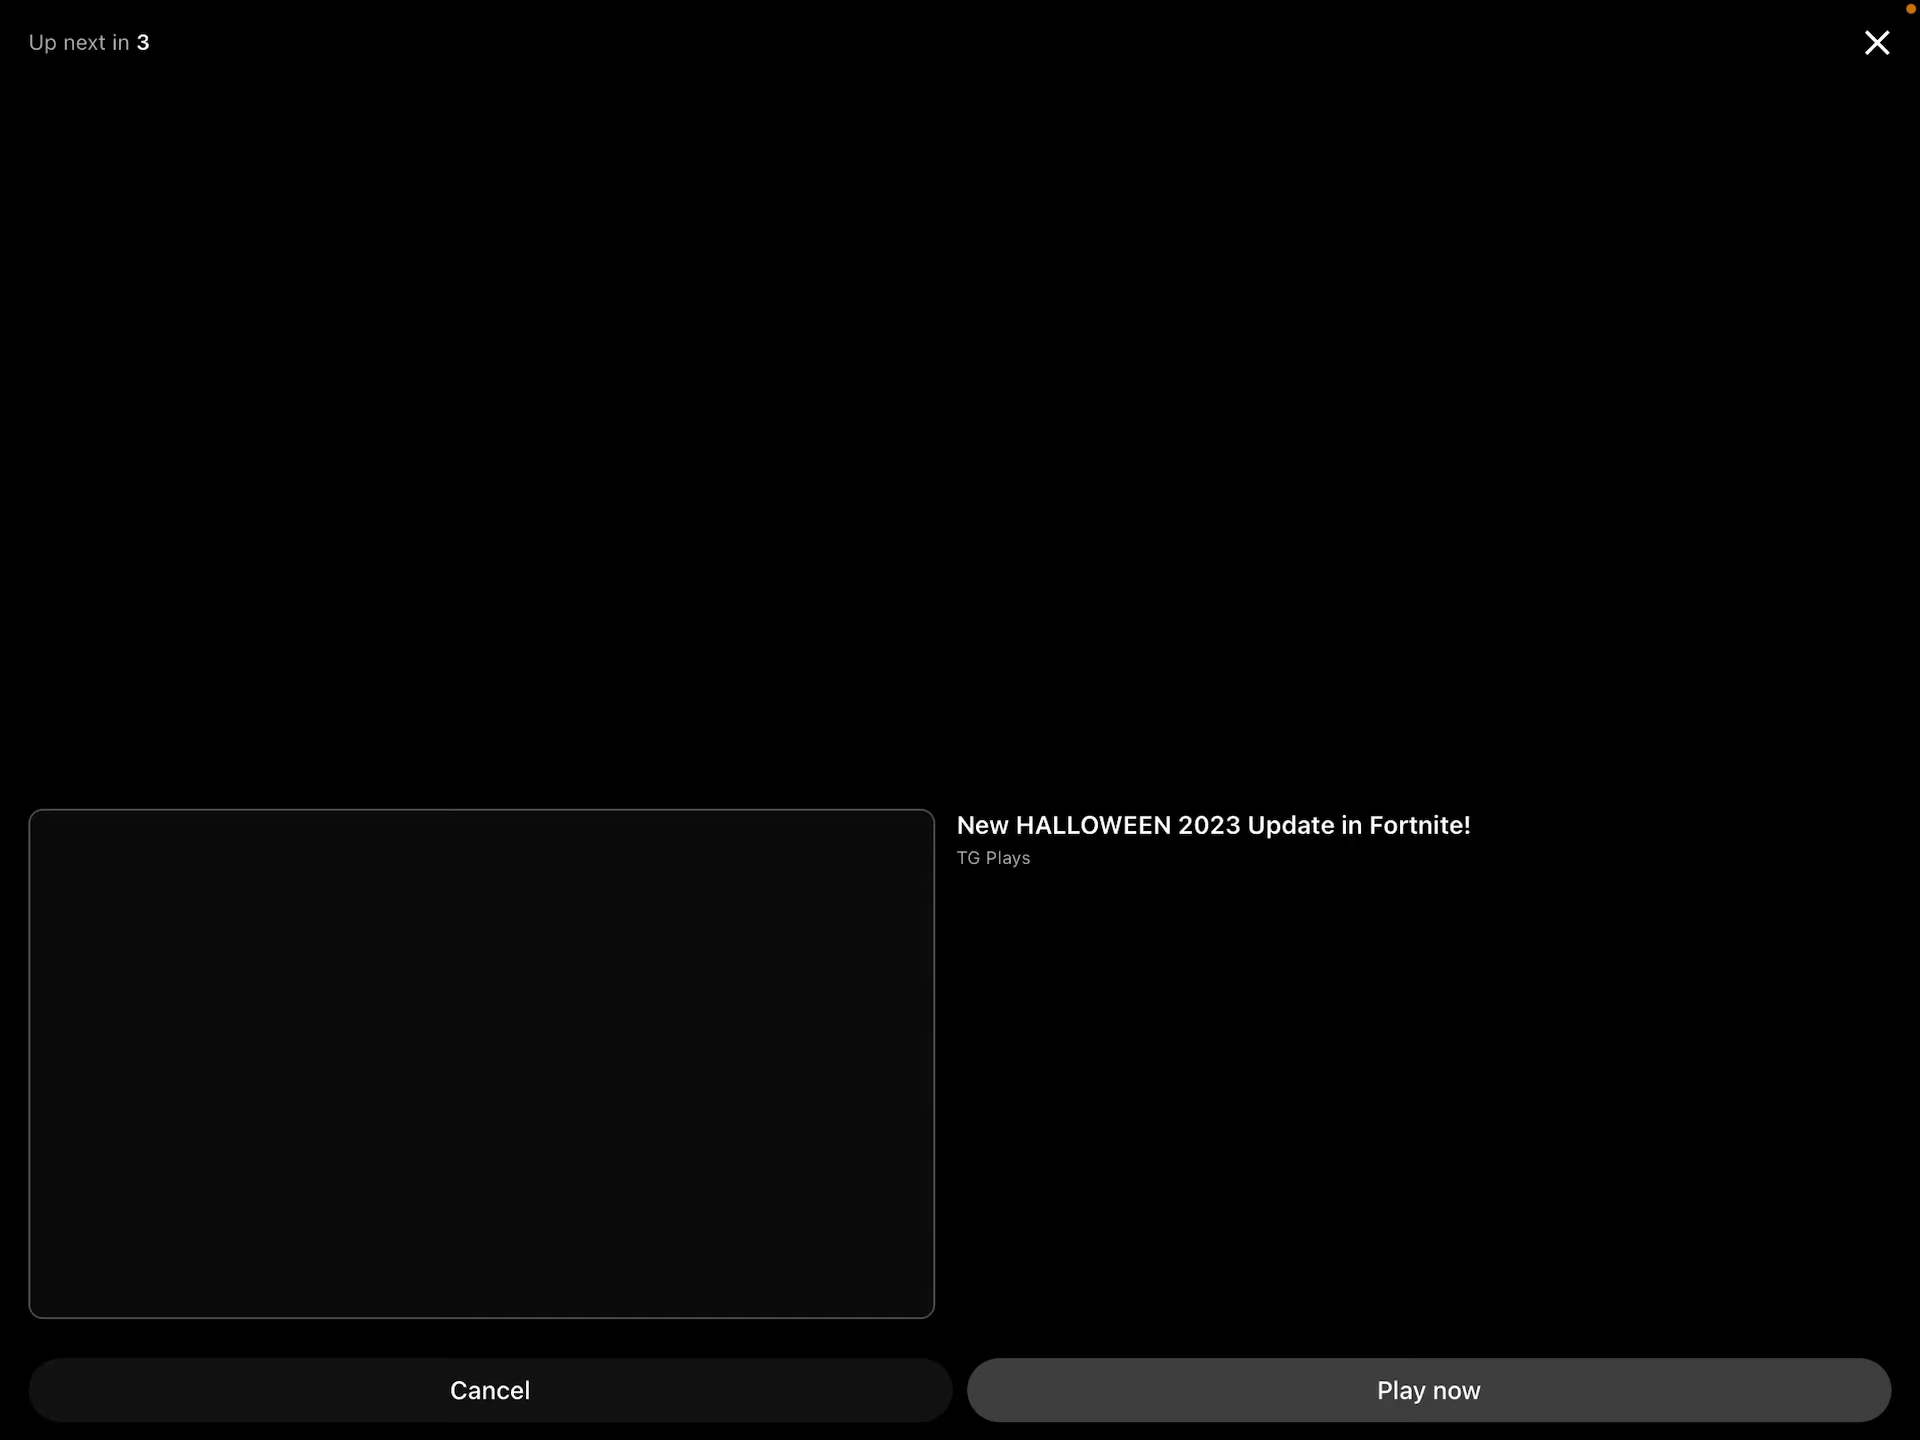 Up next in 3
New HALLOWEEN 2023 Update in Fortnite!
TG Plays
Cancel
Play now